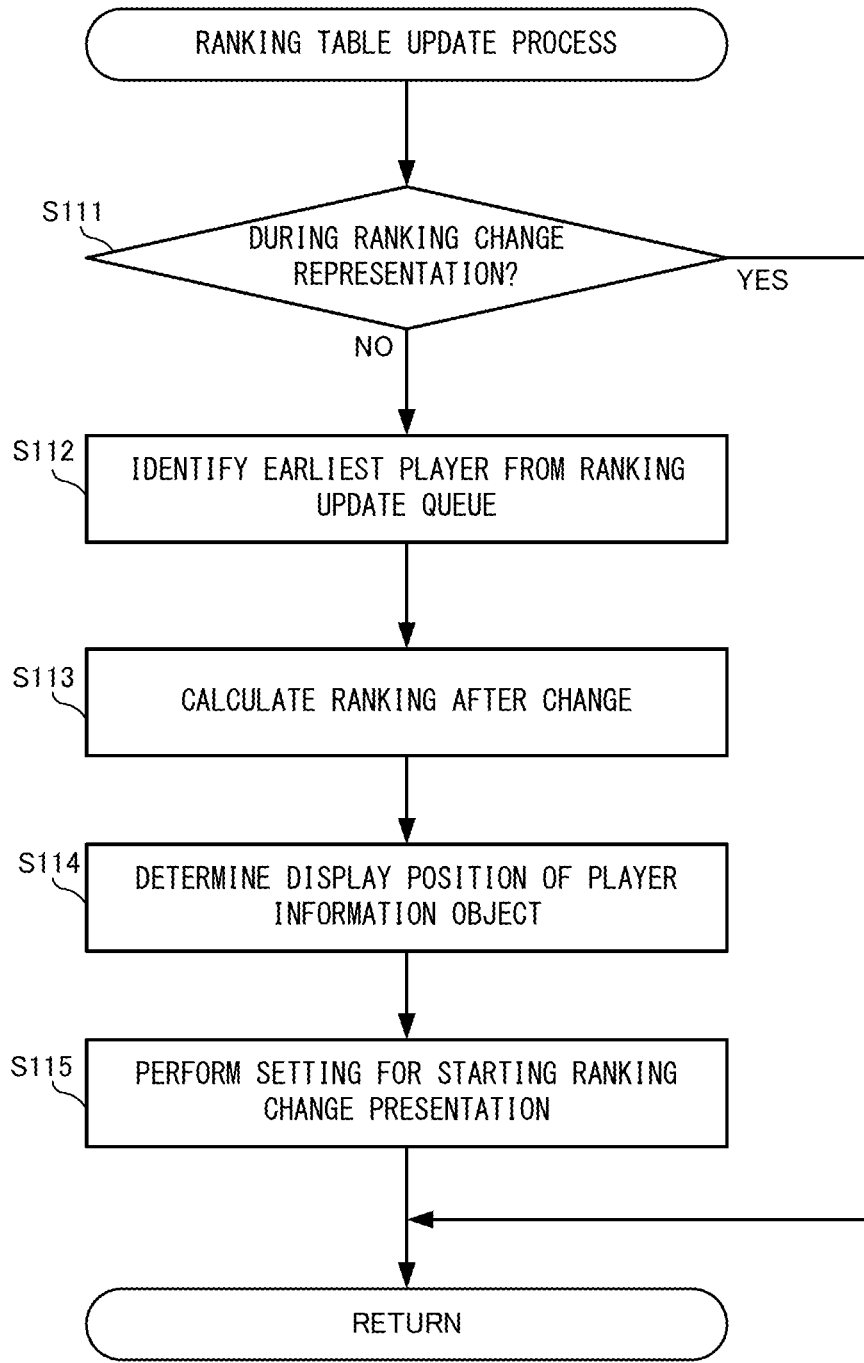 RANKING TABLE UPDATE PROCESS
S111
DURING RANKING CHANGE
REPRESENTATION?
YES
NO
S112
IDENTIFY EARLIEST PLAYER FROM RANKING
UPDATE QUEUE
S113
CALCULATE RANKING AFTER CHANGE
S114
DETERMINE DISPLAY POSITION OF PLAYER
INFORMATION OBJECT
S115
PERFORM SETTING FOR STARTING RANKING
CHANGE PRESENTATION
RETURN